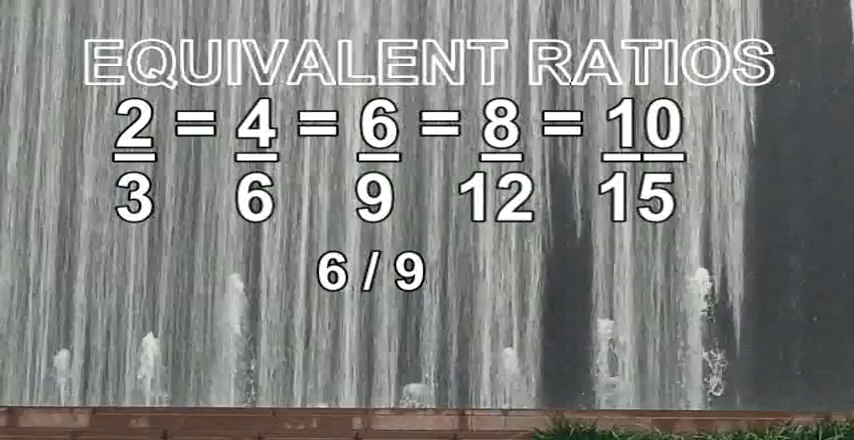 EQUIVALENT RATIOS
2/3 = 4/6 = 6/9 = 8/12 = 10/15
6 / 9